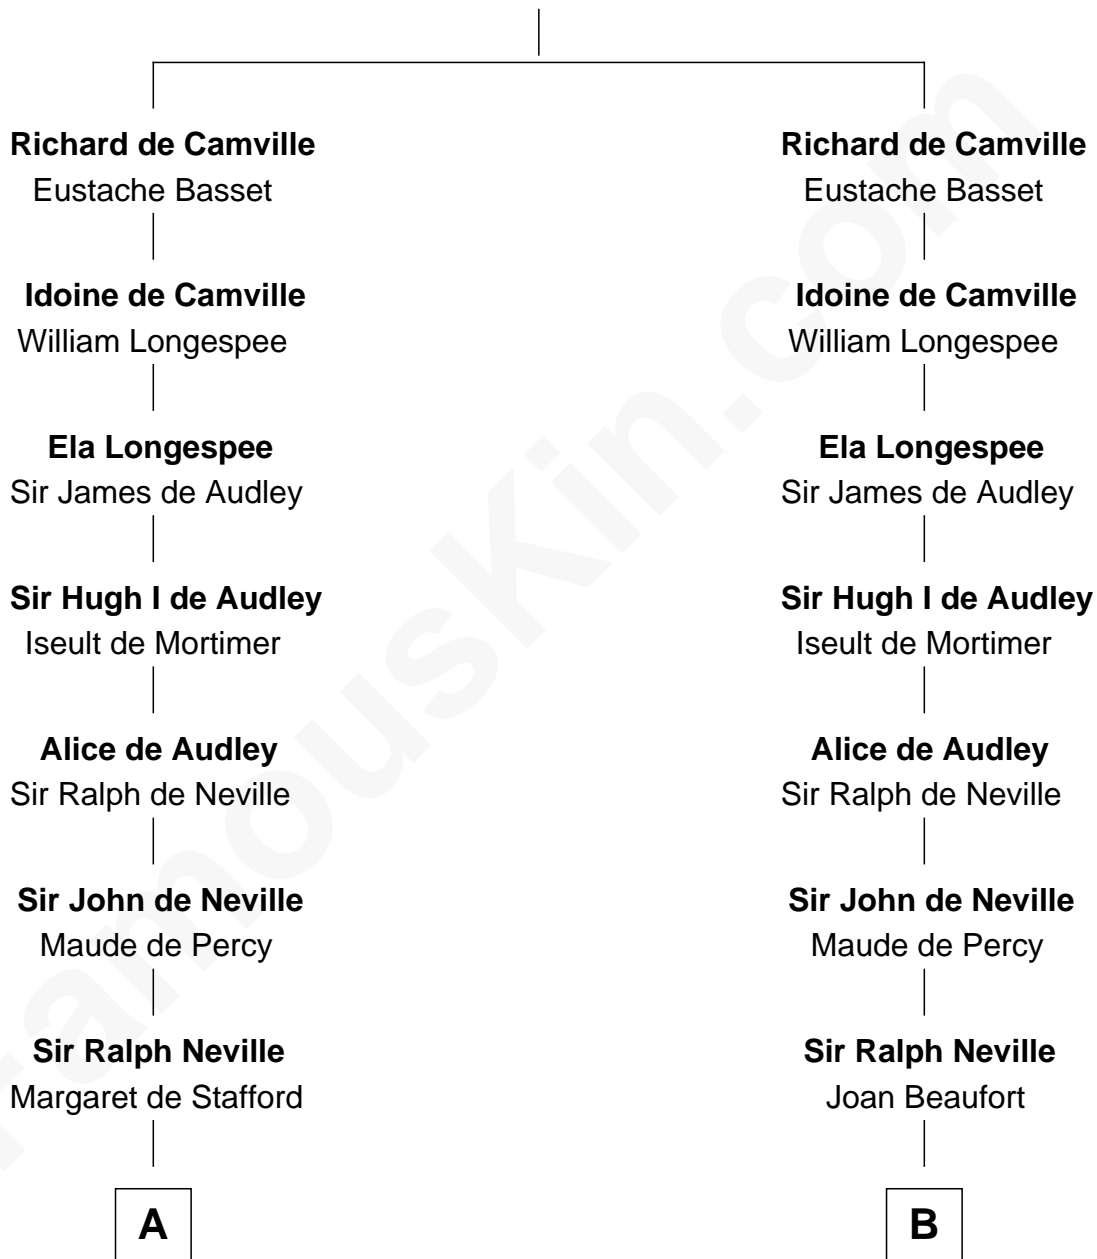 Richard de Camville
Eustache Basset
Idoine de Camville
William Longespee
Ela Longespee
Sir James de Audley
Sir Hugh I de Audley
Iseult de Mortimer
Alice de Audley
Sir Ralph de Neville
Sir John de Neville
Maude de Percy
Sir Ralph Neville
Margaret de Stafford
A
Richard de Camville
Eustache Basset
Idoine de Camville
William Longespee
Ela Longespee
Sir James de Audley
Sir Hugh I de Audley
Iseult de Mortimer
Alice de Audley
Sir Ralph de Neville
Sir John de Neville
Maude de Percy
Sir Ralph Neville
Joan Beaufort
B
FamousKin.com